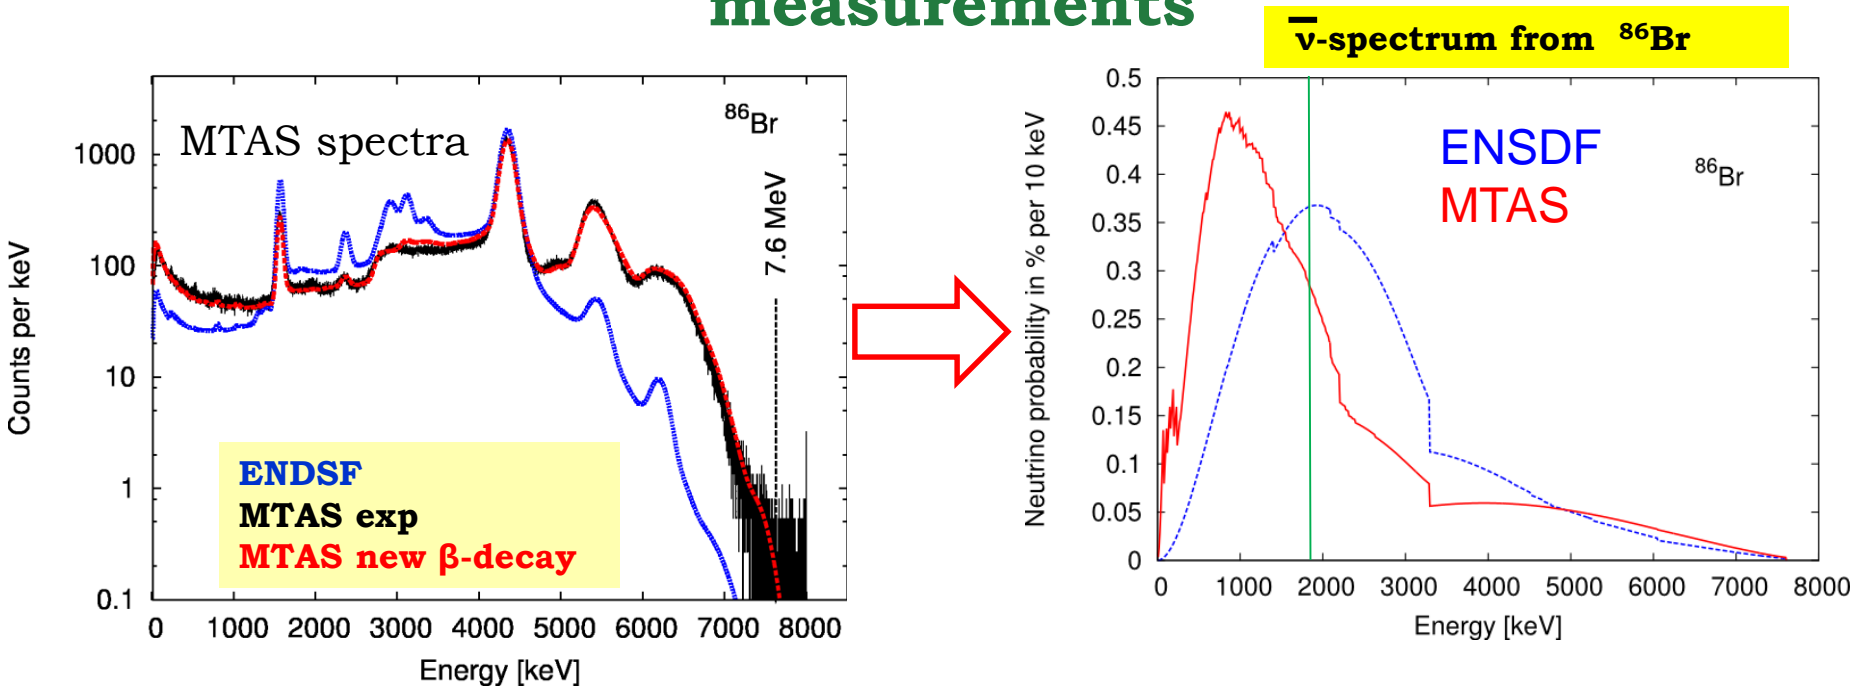 measurements
ν̅-spectrum from ⁸⁶Br
MTAS spectra
⁸⁶Br
1000
100
10
1
0.1
Counts per keV
7.6 MeV
ENDSF
MTAS exp
MTAS new β-decay
0 1000 2000 3000 4000 5000 6000 7000 8000
Energy [keV]
0.5
0.45
0.4
0.35
0.3
0.25
0.2
0.15
0.1
0.05
0
Neutrino probability in % per 10 keV
ENSDF
MTAS
⁸⁶Br
0 1000 2000 3000 4000 5000 6000 7000 8000
Energy [keV]